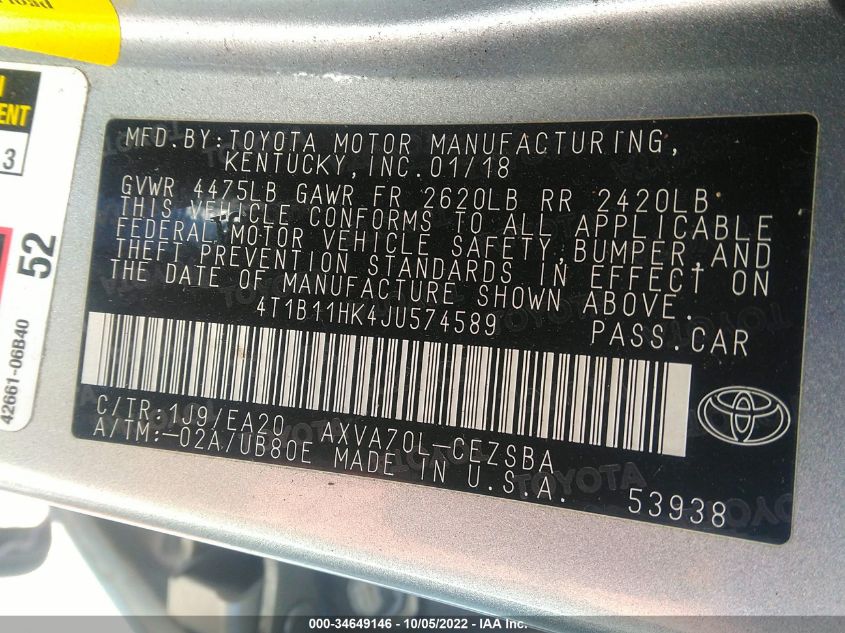 ENT
3
52
42661-06B40
MFD.BY:TOYOTA MOTOR MANUFACTURING,
KENTUCKY,INC.01/18
GVWR 4475LB GAWR FR 2620LB RR 2420LB
THIS VEHICLE CONFORMS TO ALL APPLICABLE
FEDERAL MOTOR VEHICLE SAFETY,BUMPER,AND
THEFT PREVENTION STANDARDS IN EFFECT ON
THE DATE OF MANUFACTURE SHOWN ABOVE.
4T1B11HK4JU574589 PASS.CAR
C/TR:1J9/EA20 AXVA70L-CEZSBA
A/TM:-02A/UB80E MADE IN U.S.A.
53938
000-34649146 - 10/05/2022 - IAA Inc.